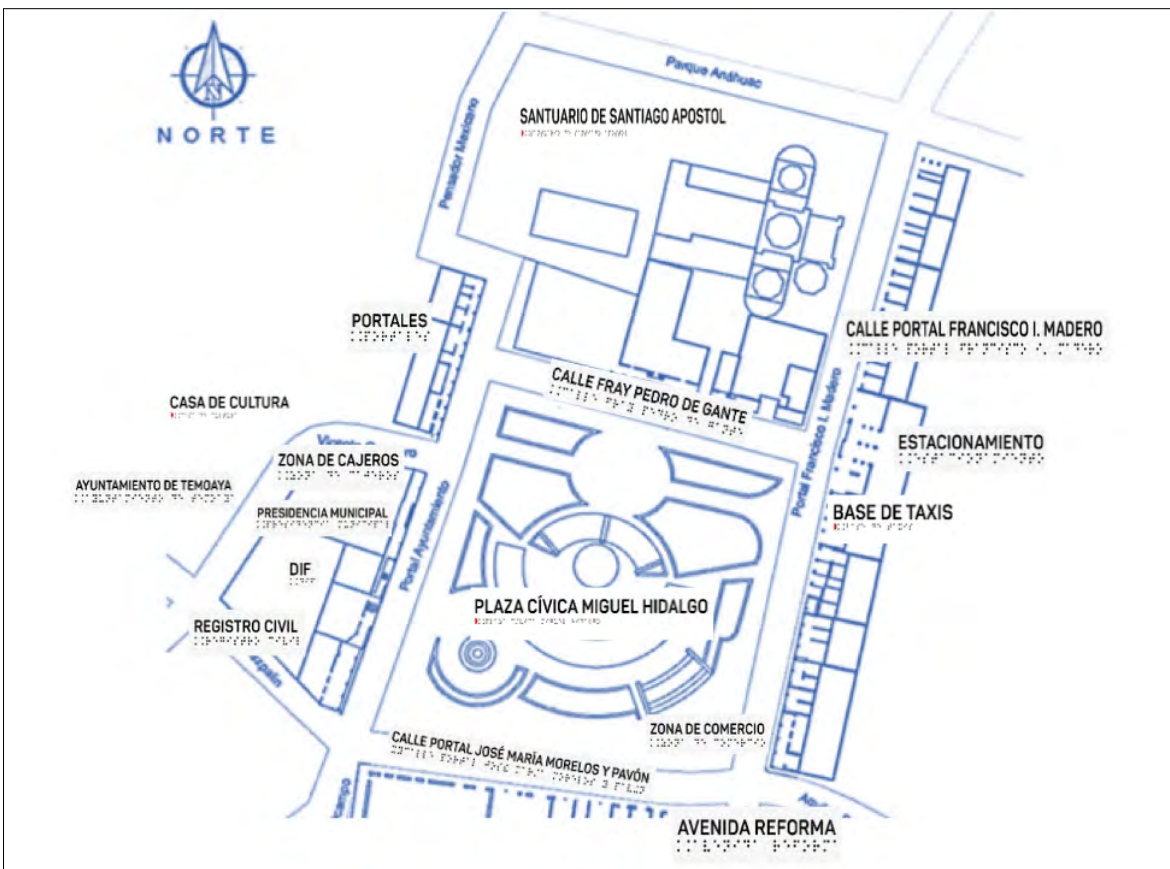 Parque Anáhuac
SANTUARIO DE SANTIAGO APOSTOL
Pensador Mexicano
NORTE
PORTALES
CALLE PORTAL FRANCISCO I. MADERO
CALLE FRAY PEDRO DE GANTE
Portal Francisco I. Madero
CASA DE CULTURA
ESTACIONAMIENTO
ZONA DE CAJEROS
AYUNTAMIENTO DE TEMOAYA
PRESIDENCIA MUNICIPAL
Portal Ayuntamiento
BASE DE TAXIS
DIF
PLAZA CÍVICA MIGUEL HIDALGO
REGISTRO CIVIL
ZONA DE COMERCIO
CALLE PORTAL JOSÉ MARÍA MORELOS Y PAVÓN
AVENIDA REFORMA